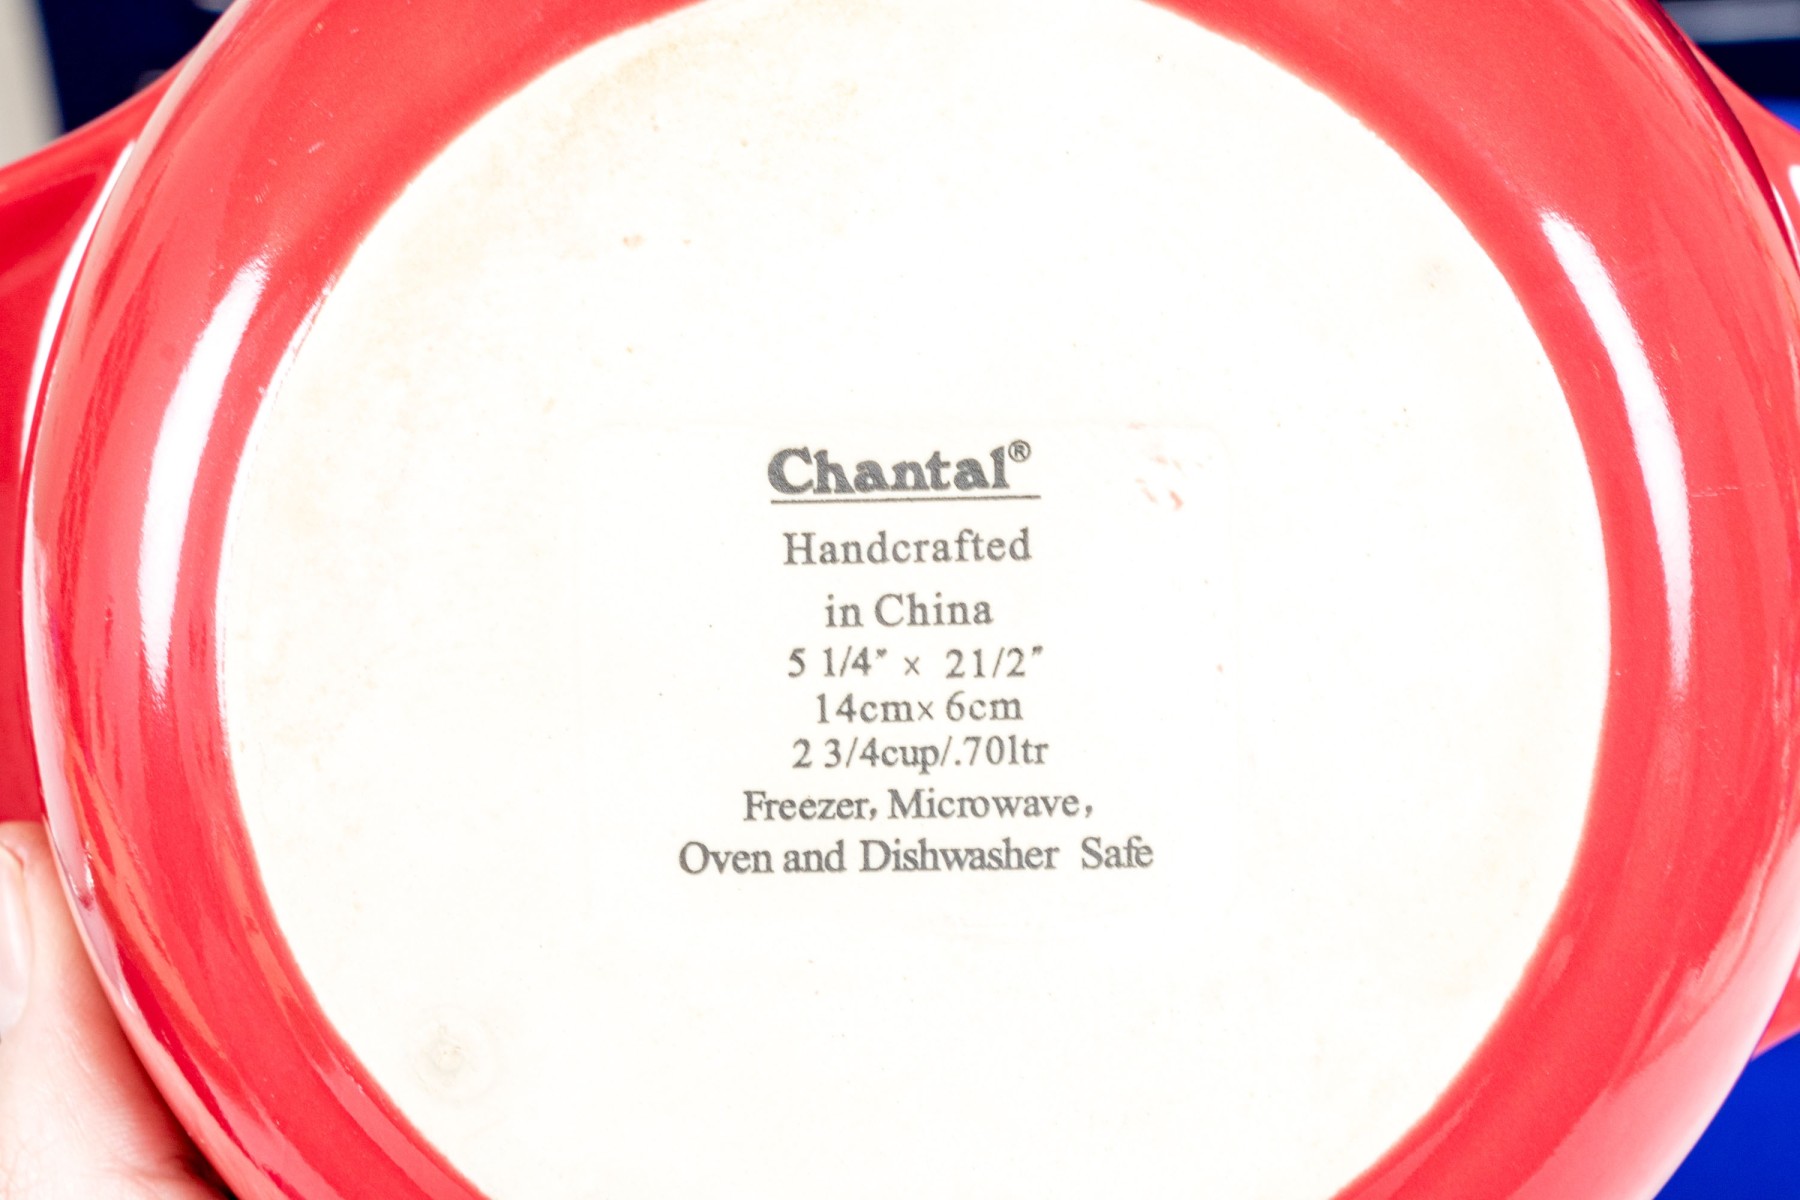 Chantal®
Handcrafted
in China
5 1/4" × 21/2"
14cm× 6cm
2 3/4cup/.70ltr
Freezer, Microwave,
Oven and Dishwasher Safe